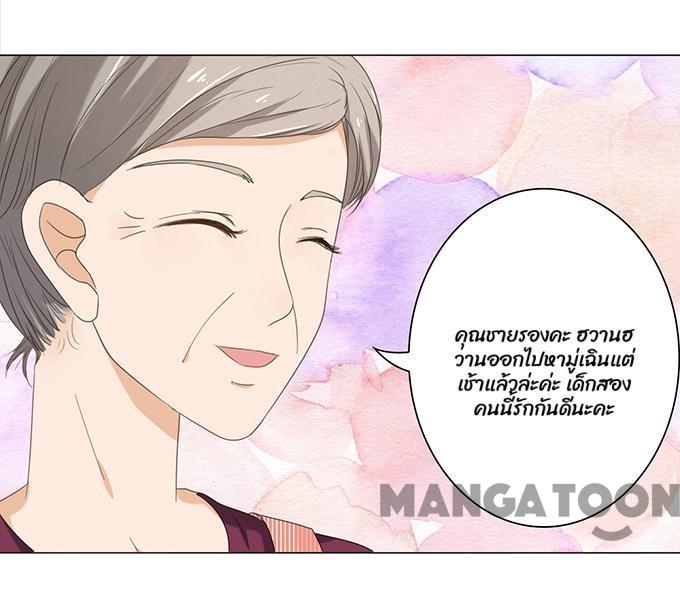 คุณชายรองคะ ฮวานฮ
วานออกไปหามู่เฉินแต่
เช้าแล้วล่ะค่ะ เด็กสอง
คนนี้รักกันดีนะคะ
MANGATOON